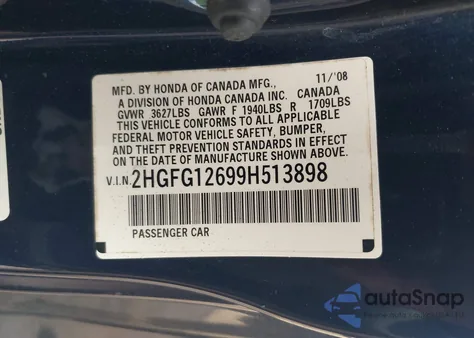 MFD. BY HONDA OF CANADA MFG., 11/'08
A DIVISION OF HONDA CANADA INC. CANADA
GVWR 3627LBS GAWR F 1940LBS R 1709LBS
THIS VEHICLE CONFORMS TO ALL APPLICABLE
FEDERAL MOTOR VEHICLE SAFETY, BUMPER,
AND THEFT PREVENTION STANDARDS IN EFFECT
ON THE DATE OF MANUFACTURE SHOWN ABOVE.
V.I.N. 2HGFG12699H513898
PASSENGER CAR
autoSnap